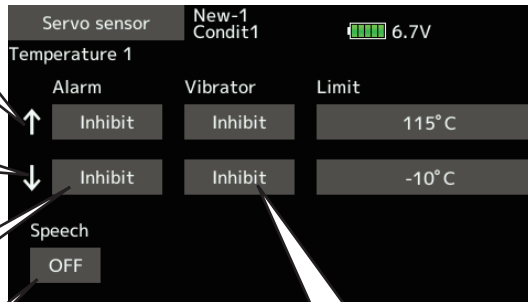 Servo sensor New-1
Condit1 6.7V
Temperature 1
Alarm Vibrator Limit
↑ Inhibit Inhibit 115°C
↓ Inhibit Inhibit -10°C
Speech
OFF